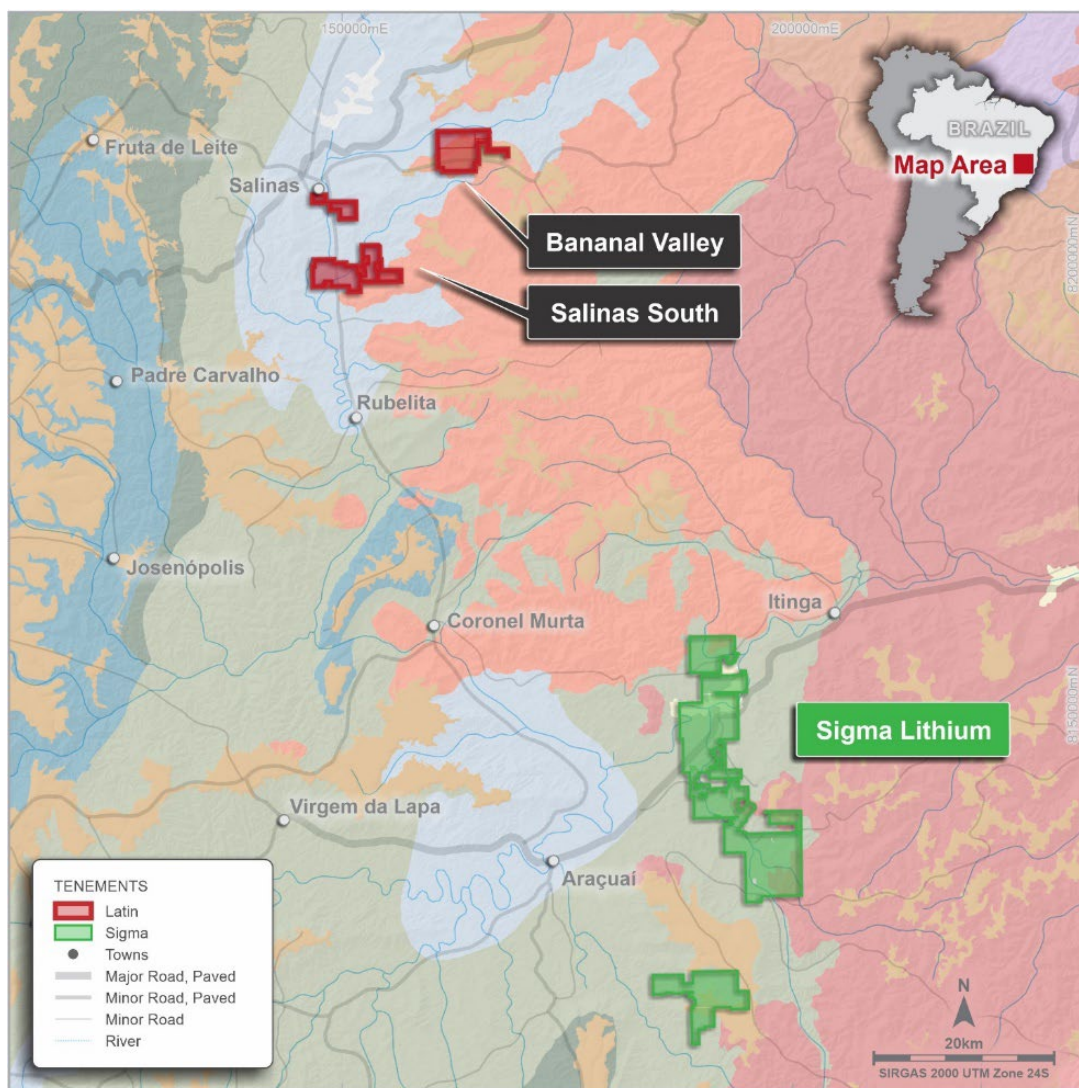 150000mE
200000mE
BRAZIL
Map Area
Fruta de Leite
Salinas
Bananal Valley
Salinas South
8200000mN
Padre Carvalho
Rubelita
Josenópolis
Coronel Murta
Itinga
8150000mN
Sigma Lithium
Virgem da Lapa
Araçuaí
TENEMENTS
Latin
Sigma
Towns
Major Road, Paved
Minor Road, Paved
Minor Road
River
N
20km
SIRGAS 2000 UTM Zone 24S